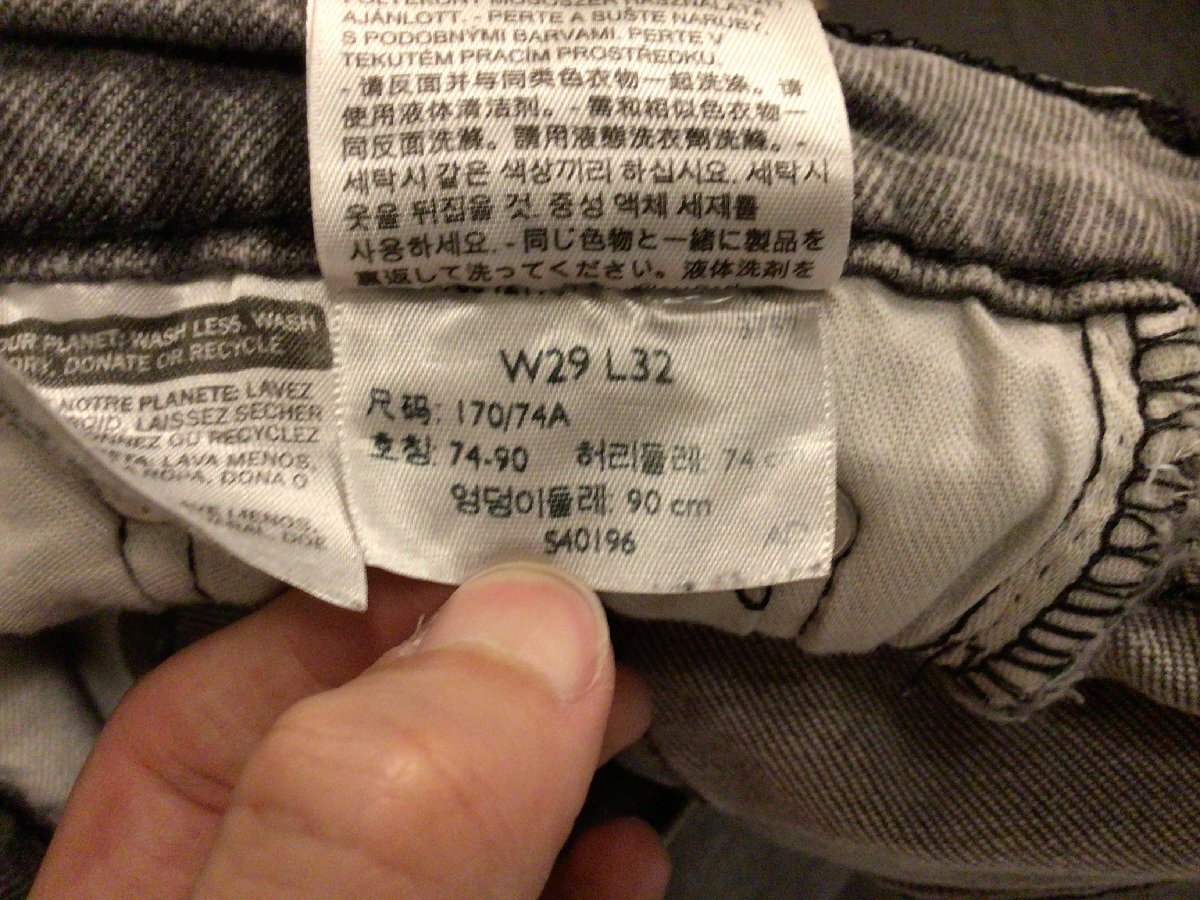 AJÁNLOTT. - PERTE A SUŠTE NARUBY.
S PODOBNÝMI BARVAMI. PERTE V
TEKUTÉM PRACÍM PROSTŘEDKU.
- 请反面并与同类色衣物一起洗涤。请
使用液体清洁剂。- 需和相似色衣物一
同反面洗滌。請用液態洗衣劑洗滌。-
세탁시 같은 색상끼리 하십시요. 세탁시
옷을 뒤집을 것. 중성 액체 세제를
사용하세요. - 同じ色物と一緒に製品を
裏返して洗ってください。液体洗剤を
OUR PLANET: WASH LESS, WASH
DRY, DONATE OR RECYCLE
NOTRE PLANETE: LAVEZ
LAISSEZ SECHER
OU RECYCLEZ
LAVA MENOS,
ROPA, DONA O
W29 L32
尺码: 170/74A
호칭: 74-90 허리둘레: 74
엉덩이둘레: 90 cm
S40196